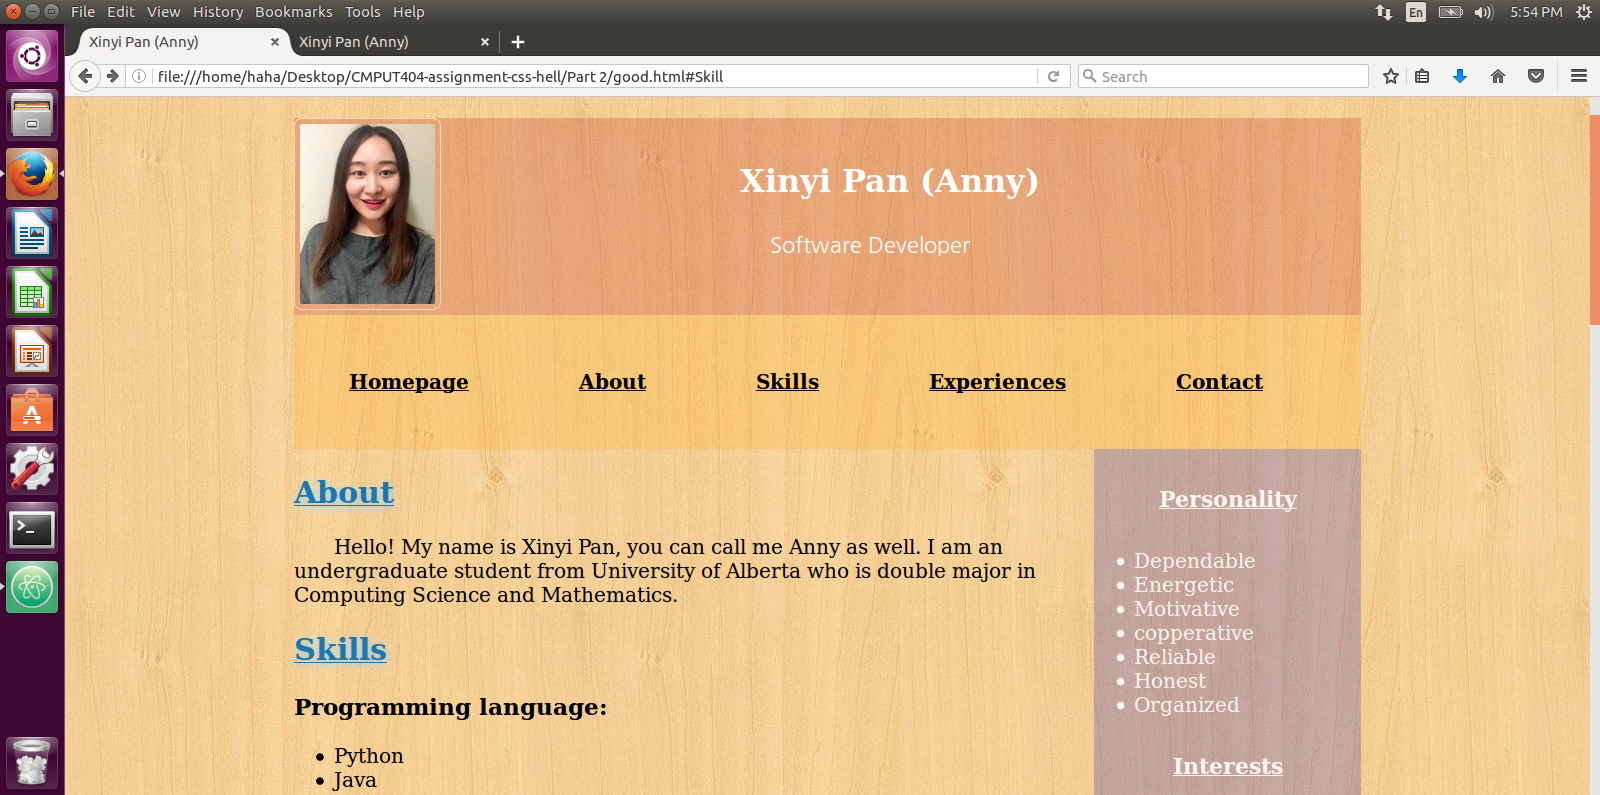 File Edit View History Bookmarks Tools Help
En
5:54 PM
Xinyi Pan (Anny)
Xinyi Pan (Anny)
file:///home/haha/Desktop/CMPUT404-assignment-css-hell/Part 2/good.html#Skill
Search
Xinyi Pan (Anny)
Software Developer
Homepage About Skills Experiences Contact
About
Hello! My name is Xinyi Pan, you can call me Anny as well. I am an
undergraduate student from University of Alberta who is double major in
Computing Science and Mathematics.
Skills
Programming language:
Python
Java
Personality
Dependable
Energetic
Motivative
copperative
Reliable
Honest
Organized
Interests